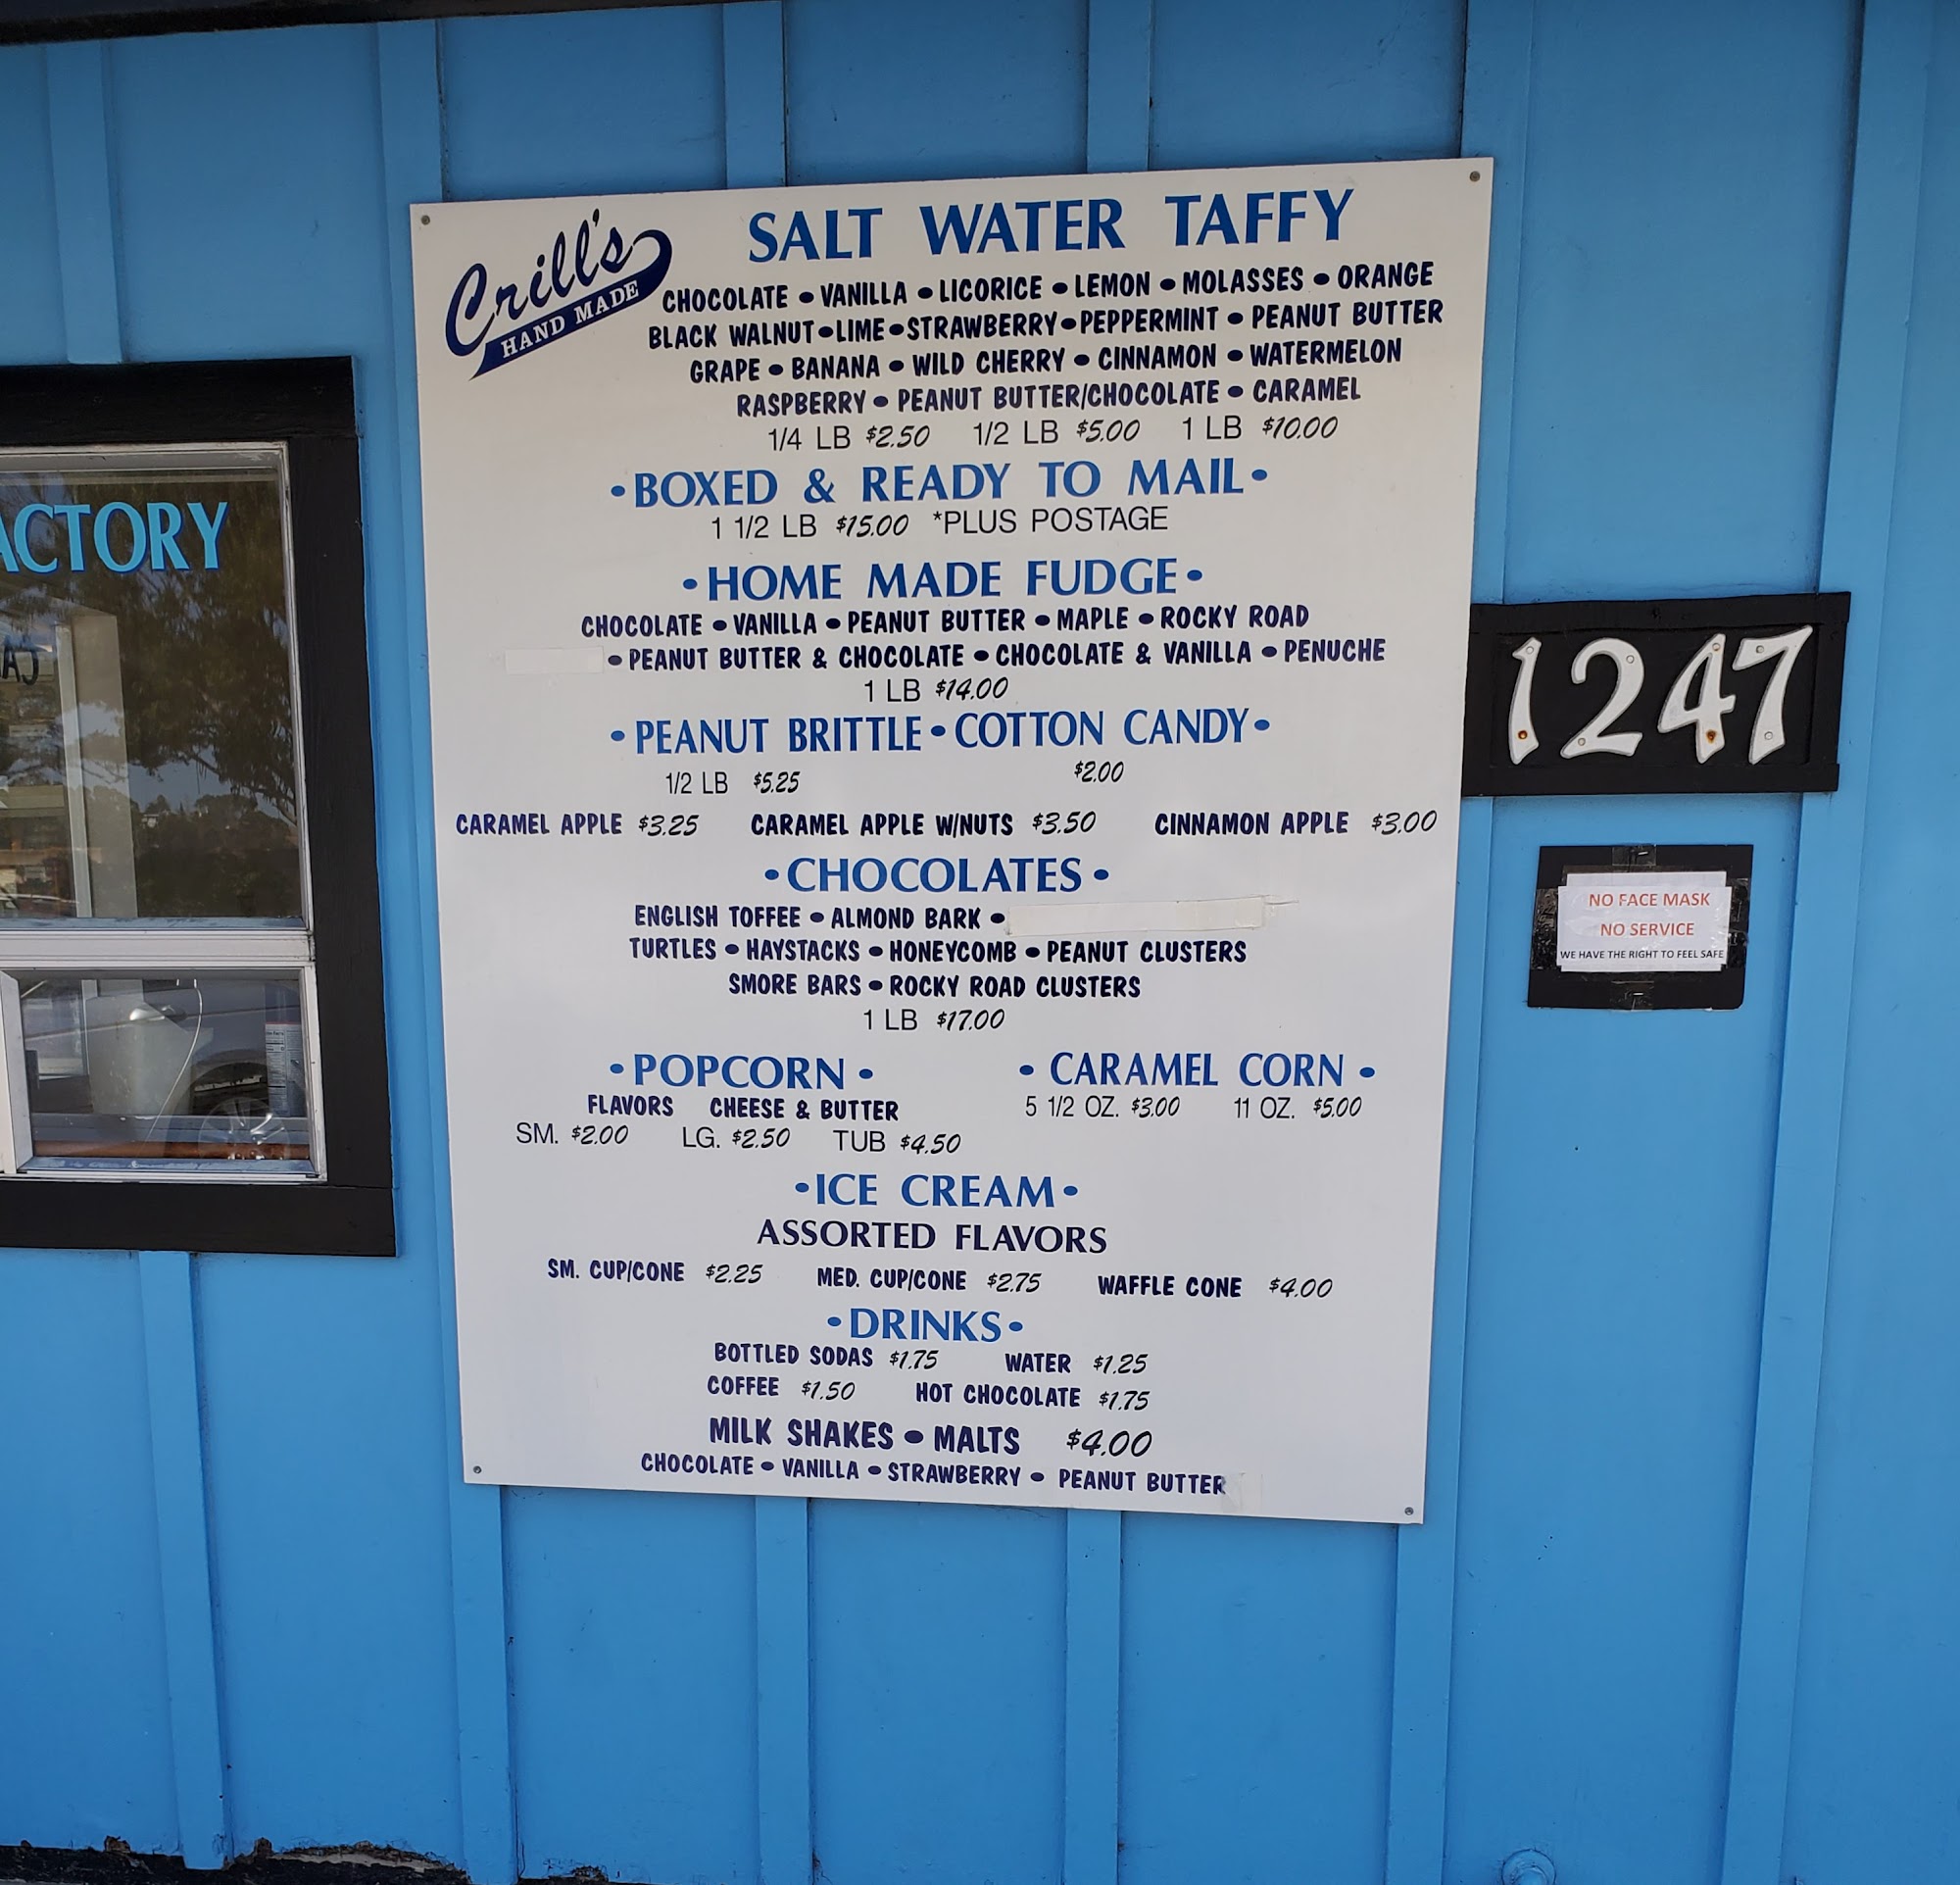 Crill's
HAND MADE
SALT WATER TAFFY
CHOCOLATE • VANILLA • LICORICE • LEMON • MOLASSES • ORANGE
BLACK WALNUT • LIME • STRAWBERRY • PEPPERMINT • PEANUT BUTTER
GRAPE • BANANA • WILD CHERRY • CINNAMON • WATERMELON
RASPBERRY • PEANUT BUTTER/CHOCOLATE • CARAMEL
1/4 LB $2.50 1/2 LB $5.00 1 LB $10.00
• BOXED & READY TO MAIL •
1 1/2 LB $15.00 *PLUS POSTAGE
• HOME MADE FUDGE •
CHOCOLATE • VANILLA • PEANUT BUTTER • MAPLE • ROCKY ROAD
• PEANUT BUTTER & CHOCOLATE • CHOCOLATE & VANILLA • PENUCHE
1 LB $14.00
• PEANUT BRITTLE • COTTON CANDY •
1/2 LB $5.25 $2.00
CARAMEL APPLE $3.25 CARAMEL APPLE W/NUTS $3.50 CINNAMON APPLE $3.00
• CHOCOLATES •
ENGLISH TOFFEE • ALMOND BARK •
TURTLES • HAYSTACKS • HONEYCOMB • PEANUT CLUSTERS
SMORE BARS • ROCKY ROAD CLUSTERS
1 LB $17.00
• POPCORN • • CARAMEL CORN •
FLAVORS CHEESE & BUTTER 5 1/2 OZ. $3.00 11 OZ. $5.00
SM. $2.00 LG. $2.50 TUB $4.50
• ICE CREAM •
ASSORTED FLAVORS
SM. CUP/CONE $2.25 MED. CUP/CONE $2.75 WAFFLE CONE $4.00
• DRINKS •
BOTTLED SODAS $1.75 WATER $1.25
COFFEE $1.50 HOT CHOCOLATE $1.75
MILK SHAKES • MALTS $4.00
CHOCOLATE • VANILLA • STRAWBERRY • PEANUT BUTTER
ACTORY
1247
NO FACE MASK
NO SERVICE
WE HAVE THE RIGHT TO FEEL SAFE